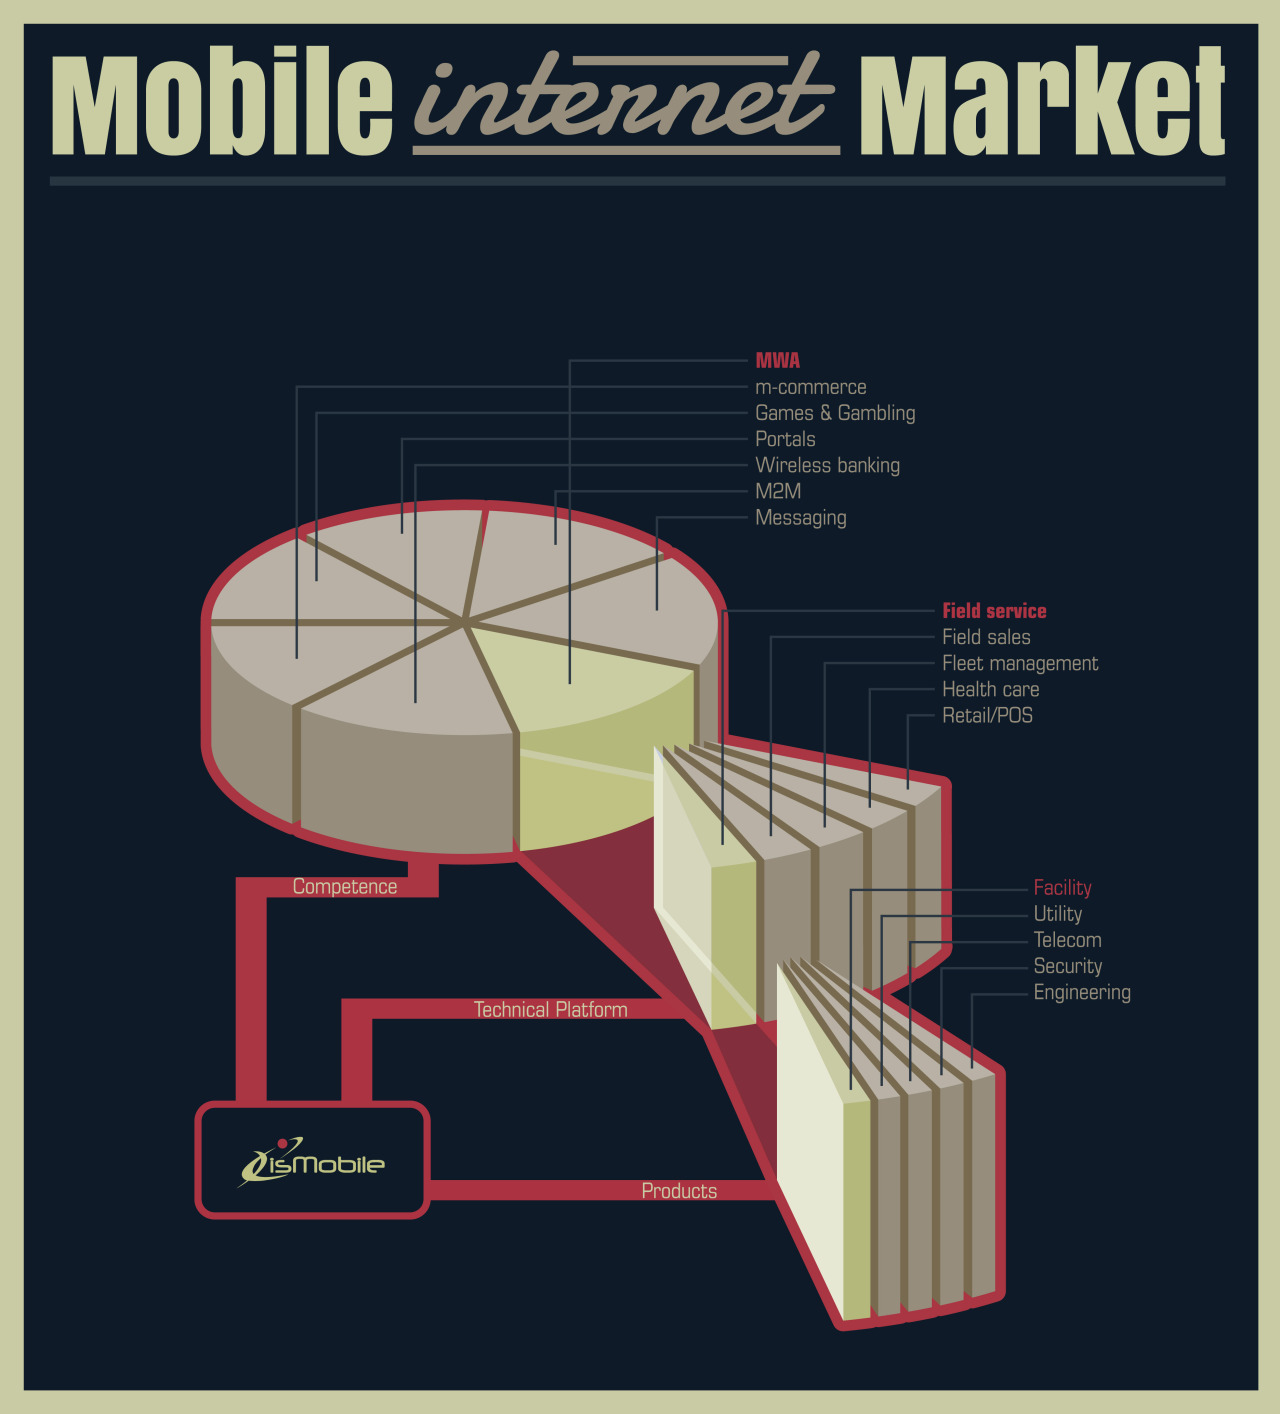 Mobile internet Market
MWA
m-commerce
Games & Gambling
Portals
Wireless banking
M2M
Messaging
Field service
Field sales
Fleet management
Health care
Retail/POS
Competence
Facility
Utility
Telecom
Security
Engineering
Technical Platform
isMobile
Products